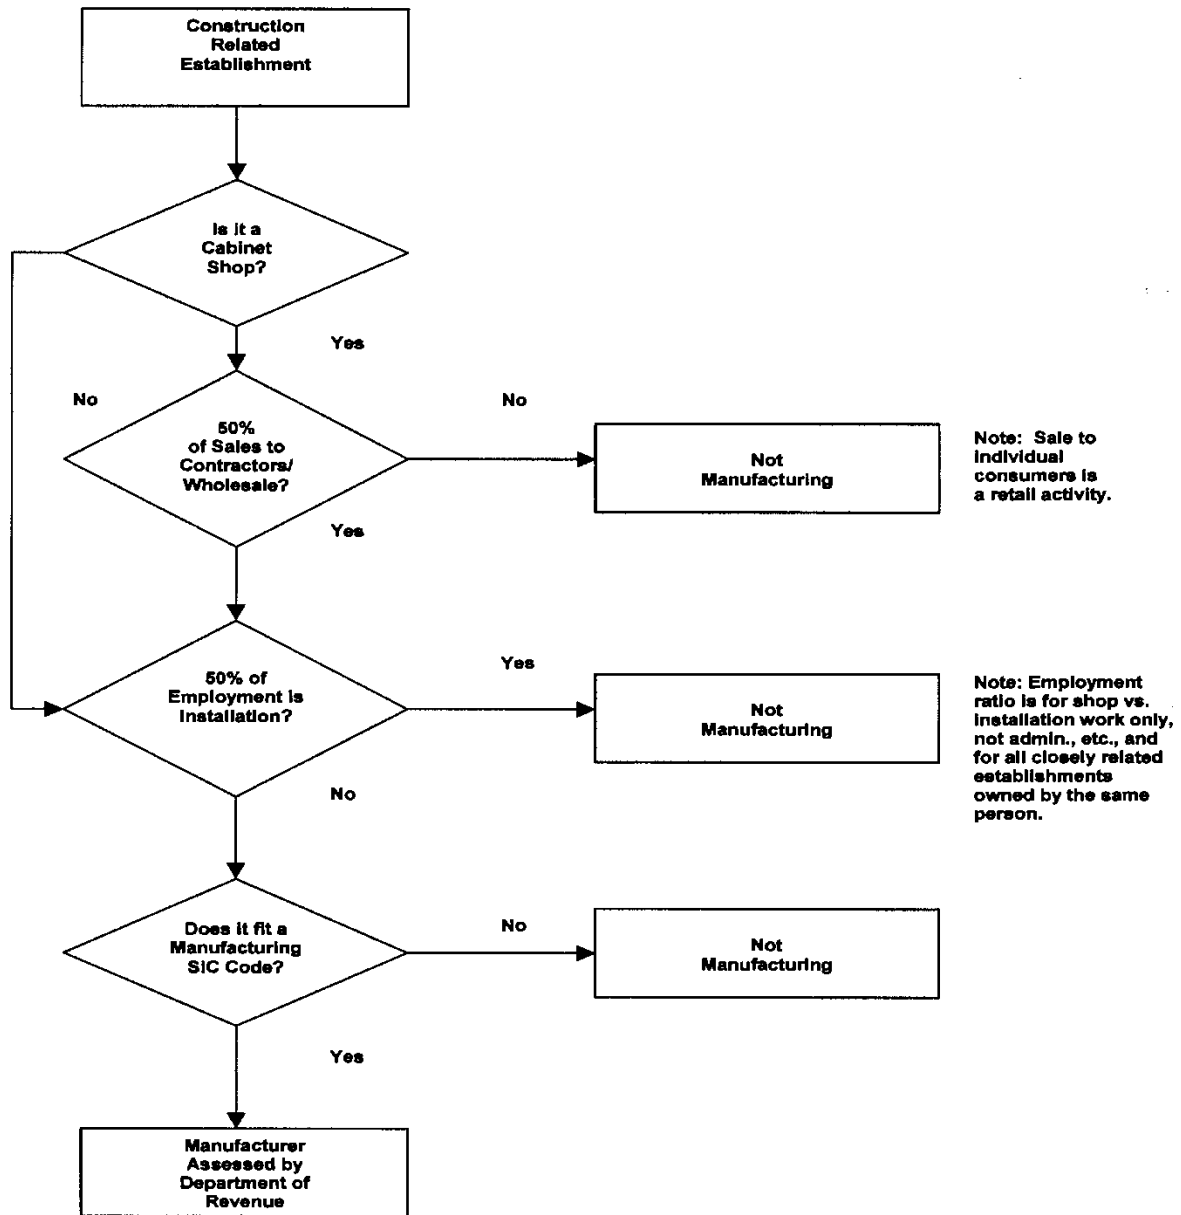 Construction
Related
Establishment
Is it a
Cabinet
Shop?
Yes
No
50%
of Sales to
Contractors/
Wholesale?
No
Not
Manufacturing
Note: Sale to
individual
consumers is
a retail activity.
Yes
50% of
Employment is
Installation?
Yes
Not
Manufacturing
Note: Employment
ratio is for shop vs.
installation work only,
not admin., etc., and
for all closely related
establishments
owned by the same
person.
No
Does it fit a
Manufacturing
SIC Code?
No
Not
Manufacturing
Yes
Manufacturer
Assessed by
Department of
Revenue